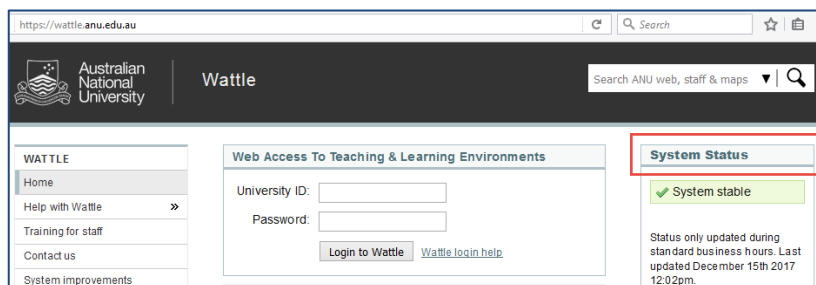 https://wattle.anu.edu.au
Search
Australian
National
University
Wattle
Search ANU web, staff & maps
WATTLE
Home
Help with Wattle »
Training for staff
Contact us
System improvements
Web Access To Teaching & Learning Environments
University ID:
Password:
Login to Wattle Wattle login help
System Status
System stable
Status only updated during
standard business hours. Last
updated December 15th 2017
12:02pm.